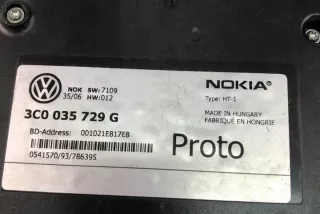 NOK SW:7109
35/06 HW:012
NOKIA
Type: HT-1
3C0 035 729 G
MADE IN HUNGARY
FABRIQUE EN HONGRIE
BD-Address: 001021E817E8
Proto
0541570/93/786395